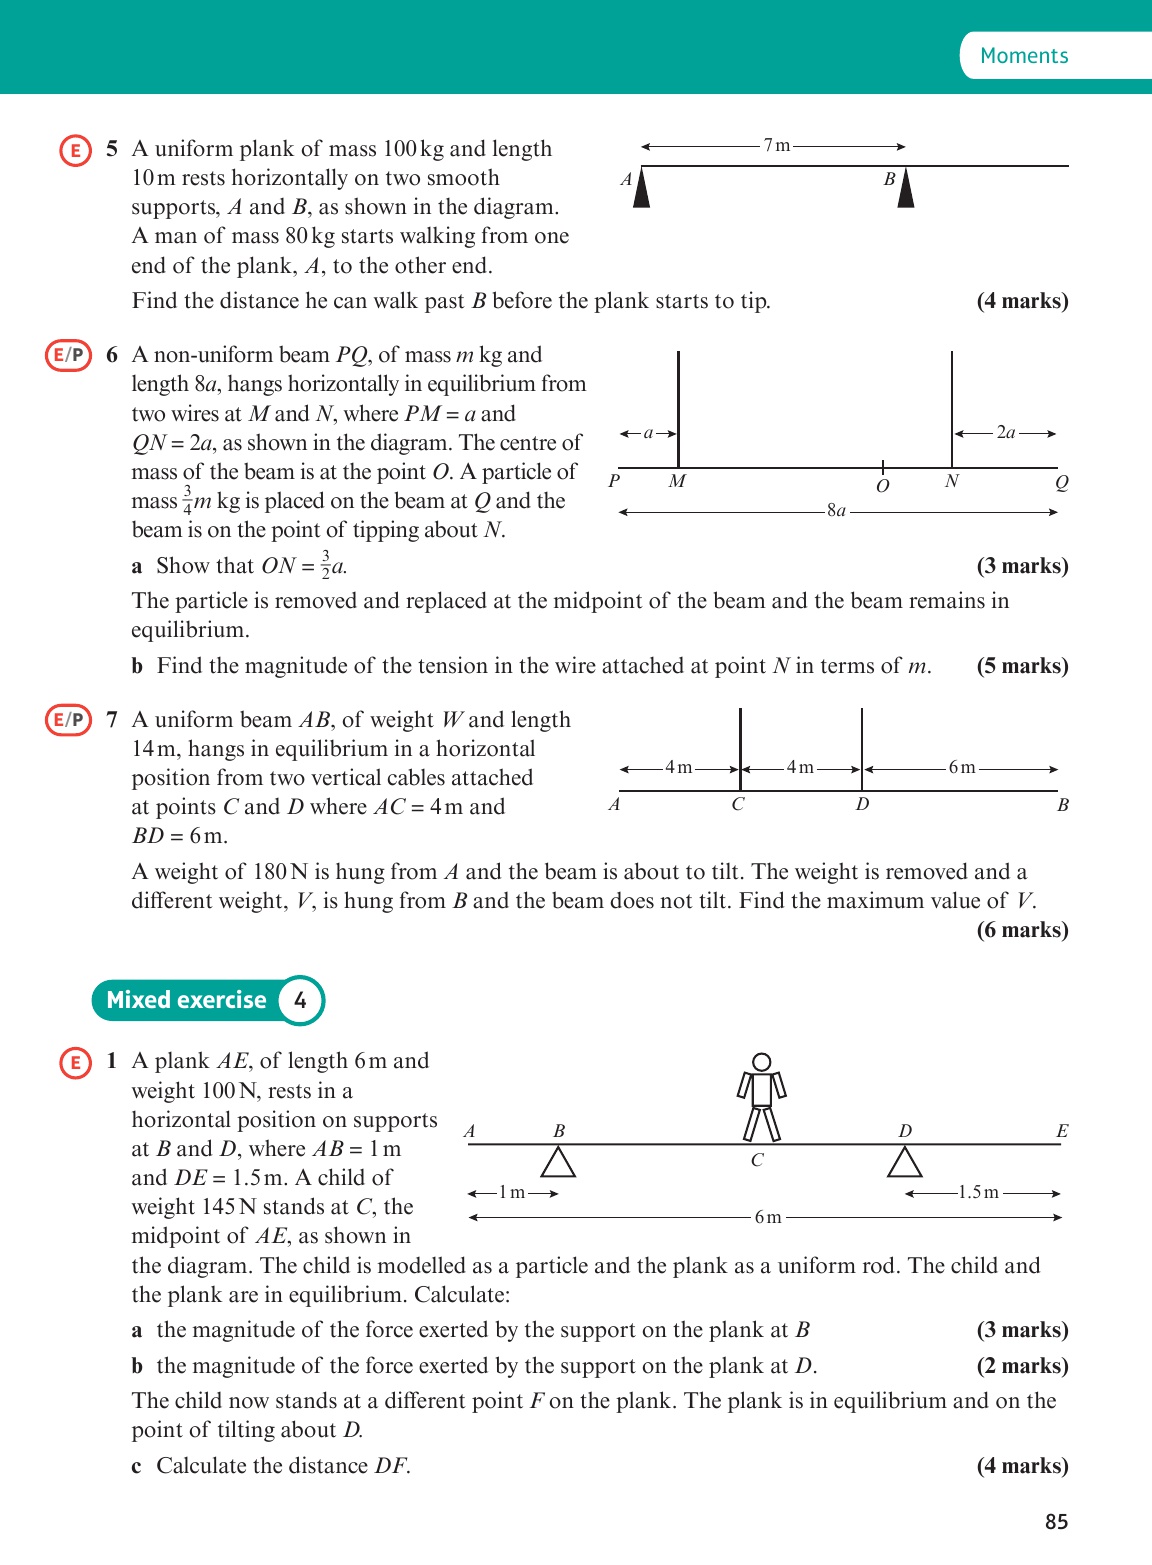 Moments
E 5 A uniform plank of mass 100 kg and length
10 m rests horizontally on two smooth
supports, A and B, as shown in the diagram.
A man of mass 80 kg starts walking from one
end of the plank, A, to the other end.
7 m
A B
Find the distance he can walk past B before the plank starts to tip. (4 marks)
E/P 6 A non-uniform beam PQ, of mass m kg and
length 8a, hangs horizontally in equilibrium from
two wires at M and N, where PM = a and
QN = 2a, as shown in the diagram. The centre of
mass of the beam is at the point O. A particle of
mass 3/4 m kg is placed on the beam at Q and the
beam is on the point of tipping about N.
a 2a
P M O N Q
8a
a Show that ON = 3/2 a. (3 marks)
The particle is removed and replaced at the midpoint of the beam and the beam remains in
equilibrium.
b Find the magnitude of the tension in the wire attached at point N in terms of m. (5 marks)
E/P 7 A uniform beam AB, of weight W and length
14 m, hangs in equilibrium in a horizontal
position from two vertical cables attached
at points C and D where AC = 4 m and
BD = 6 m.
4 m 4 m 6 m
A C D B
A weight of 180 N is hung from A and the beam is about to tilt. The weight is removed and a
different weight, V, is hung from B and the beam does not tilt. Find the maximum value of V.
(6 marks)
Mixed exercise 4
E 1 A plank AE, of length 6 m and
weight 100 N, rests in a
horizontal position on supports
at B and D, where AB = 1 m
and DE = 1.5 m. A child of
weight 145 N stands at C, the
midpoint of AE, as shown in
A B D E
C
1 m 1.5 m
6 m
the diagram. The child is modelled as a particle and the plank as a uniform rod. The child and
the plank are in equilibrium. Calculate:
a the magnitude of the force exerted by the support on the plank at B (3 marks)
b the magnitude of the force exerted by the support on the plank at D. (2 marks)
The child now stands at a different point F on the plank. The plank is in equilibrium and on the
point of tilting about D.
c Calculate the distance DF. (4 marks)
85